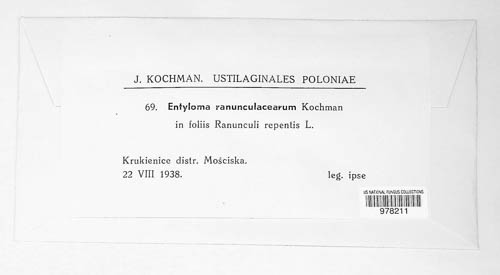 J. KOCHMAN. USTILAGINALES POLONIAE
69. Entyloma ranunculacearum Kochman
in foliis Ranunculi repentis L.
Krukienice distr. Mościska.
22 VIII 1938. leg. ipse
US NATIONAL FUNGUS COLLECTIONS
978211